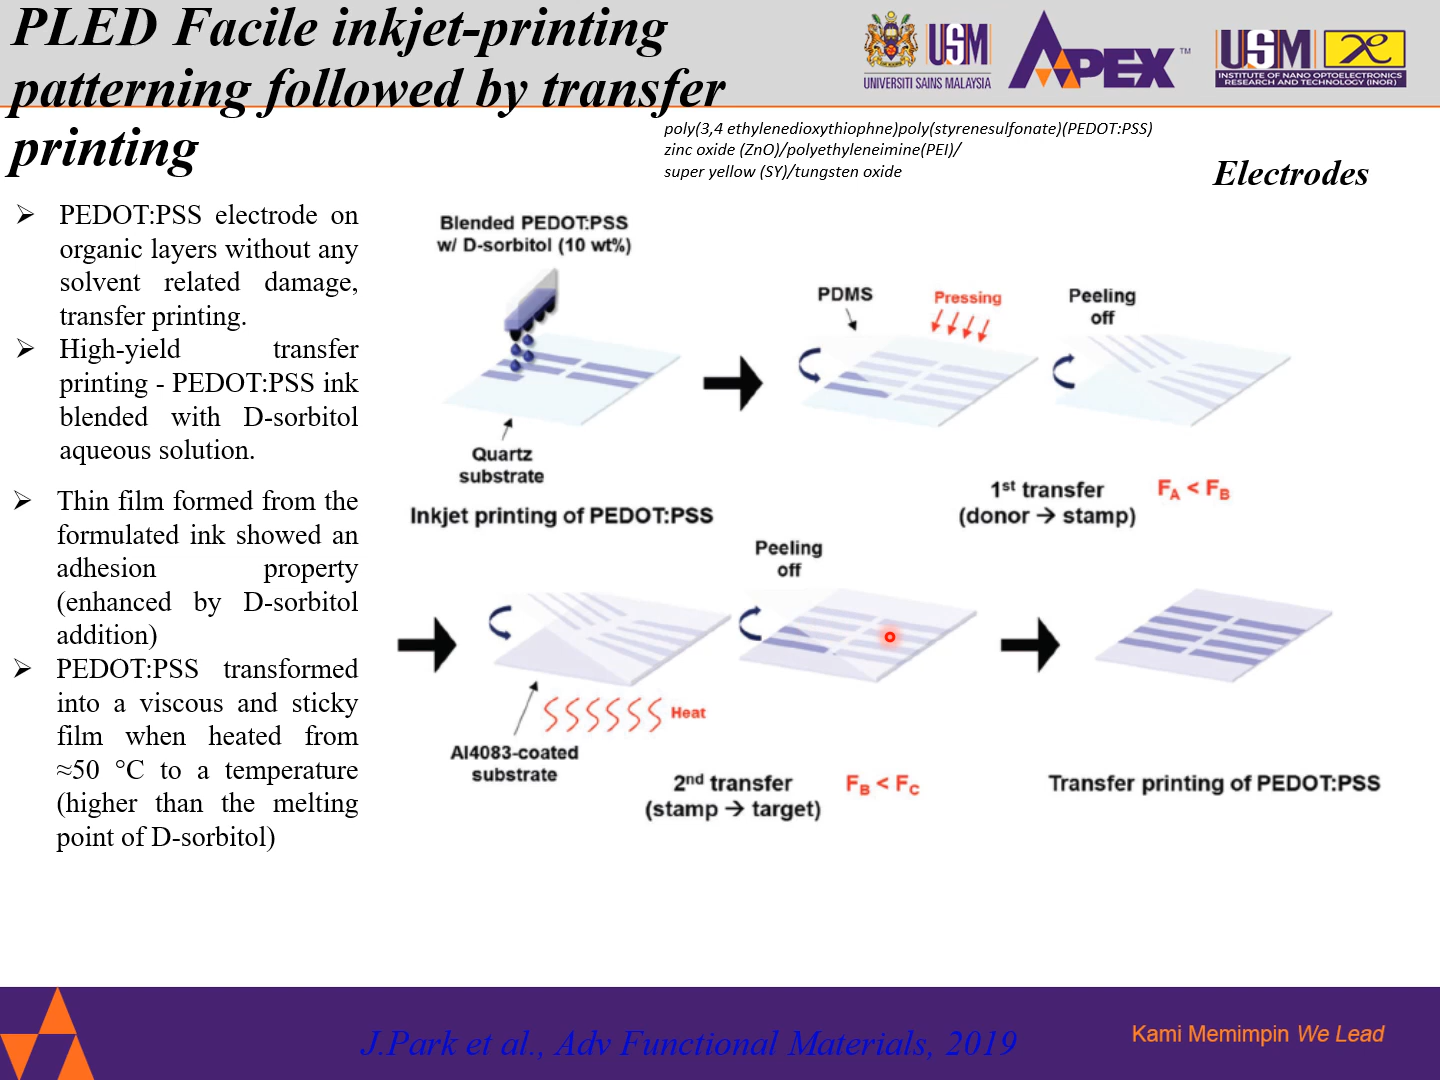 PLED Facile inkjet-printing
patterning followed by transfer
printing
USM
UNIVERSITI SAINS MALAYSIA
APEX™
USM
INSTITUTE OF NANO OPTOELECTRONICS
RESEARCH AND TECHNOLOGY (INOR)
poly(3,4 ethylenedioxythiophne)poly(styrenesulfonate)(PEDOT:PSS)
zinc oxide (ZnO)/polyethyleneimine(PEI)/
super yellow (SY)/tungsten oxide
Electrodes
➢ PEDOT:PSS electrode on
organic layers without any
solvent related damage,
transfer printing.
➢ High-yield transfer
printing - PEDOT:PSS ink
blended with D-sorbitol
aqueous solution.
➢ Thin film formed from the
formulated ink showed an
adhesion property
(enhanced by D-sorbitol
addition)
➢ PEDOT:PSS transformed
into a viscous and sticky
film when heated from
≈50 °C to a temperature
(higher than the melting
point of D-sorbitol)
Blended PEDOT:PSS
w/ D-sorbitol (10 wt%)
Quartz
substrate
Inkjet printing of PEDOT:PSS
PDMS
Pressing
Peeling
off
1st transfer
(donor → stamp)
FA < FB
Peeling
off
Heat
Al4083-coated
substrate
2nd transfer
(stamp → target)
FB < FC
Transfer printing of PEDOT:PSS
J.Park et al., Adv Functional Materials, 2019
Kami Memimpin We Lead